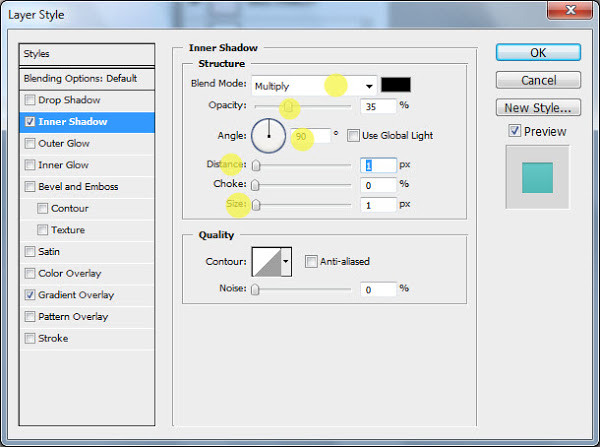 Layer Style
Styles
Blending Options: Default
Drop Shadow
Inner Shadow
Outer Glow
Inner Glow
Bevel and Emboss
Contour
Texture
Satin
Color Overlay
Gradient Overlay
Pattern Overlay
Stroke
Inner Shadow
Structure
Blend Mode: Multiply
Opacity: 35 %
Angle: 90 ° Use Global Light
Distance: 1 px
Choke: 0 %
Size: 1 px
Quality
Contour: Anti-aliased
Noise: 0 %
OK
Cancel
New Style...
Preview